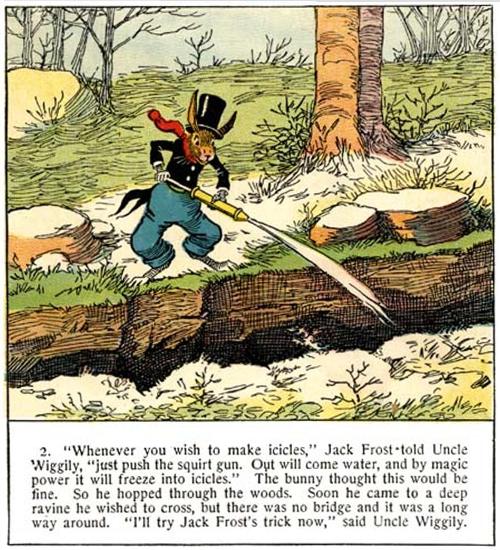 2. "Whenever you wish to make icicles," Jack Frost told Uncle
Wiggily, "just push the squirt gun. Out will come water, and by magic
power it will freeze into icicles." The bunny thought this would be
fine. So he hopped through the woods. Soon he came to a deep
ravine he wished to cross, but there was no bridge and it was a long
way around. "I'll try Jack Frost's trick now," said Uncle Wiggily.